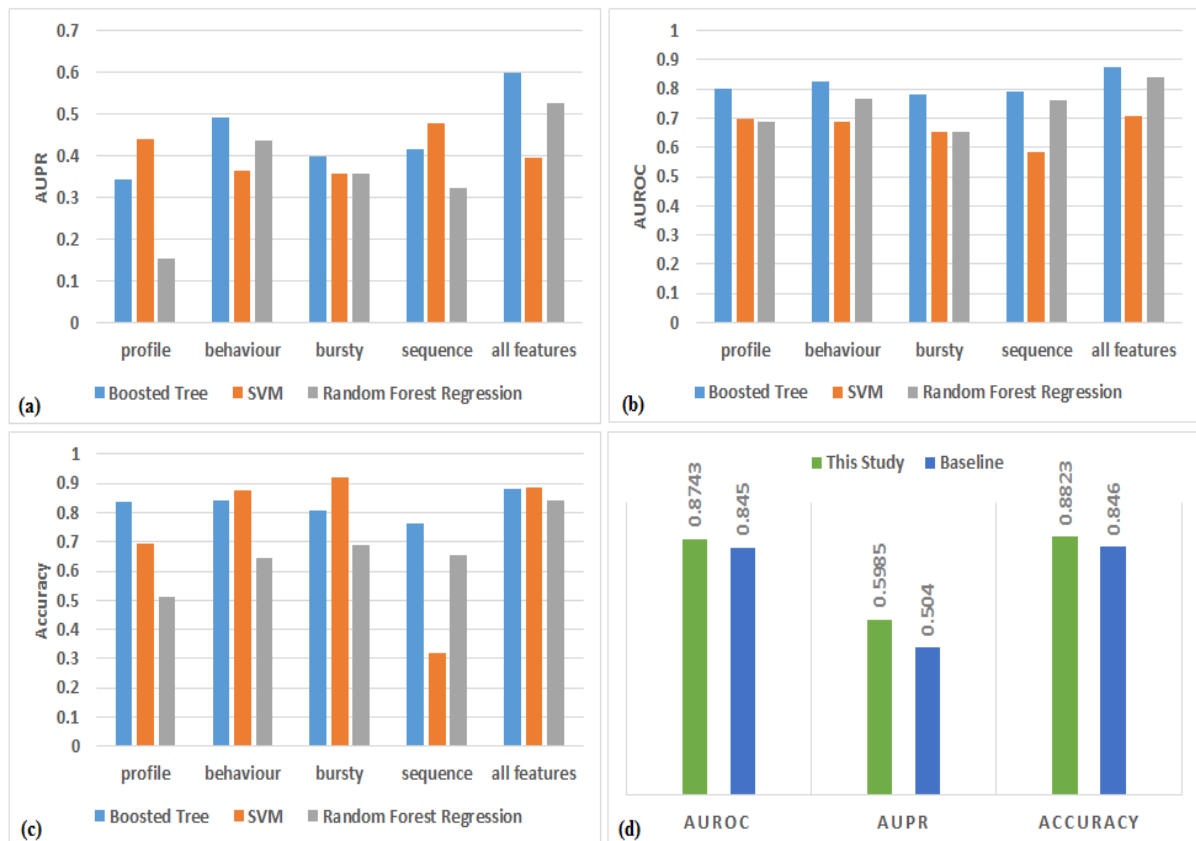 0.7
0.6
0.5
0.4
0.3
0.2
0.1
0
AUPR
profile behaviour bursty sequence all features
Boosted Tree SVM Random Forest Regression
(a)
1
0.9
0.8
0.7
0.6
0.5
0.4
0.3
0.2
0.1
0
AUROC
profile behaviour bursty sequence all features
Boosted Tree SVM Random Forest Regression
(b)
1
0.9
0.8
0.7
0.6
0.5
0.4
0.3
0.2
0.1
0
Accuracy
profile behaviour bursty sequence all features
Boosted Tree SVM Random Forest Regression
(c)
This Study Baseline
0.8743
0.845
0.5985
0.504
0.8823
0.846
AUROC AUPR ACCURACY
(d)